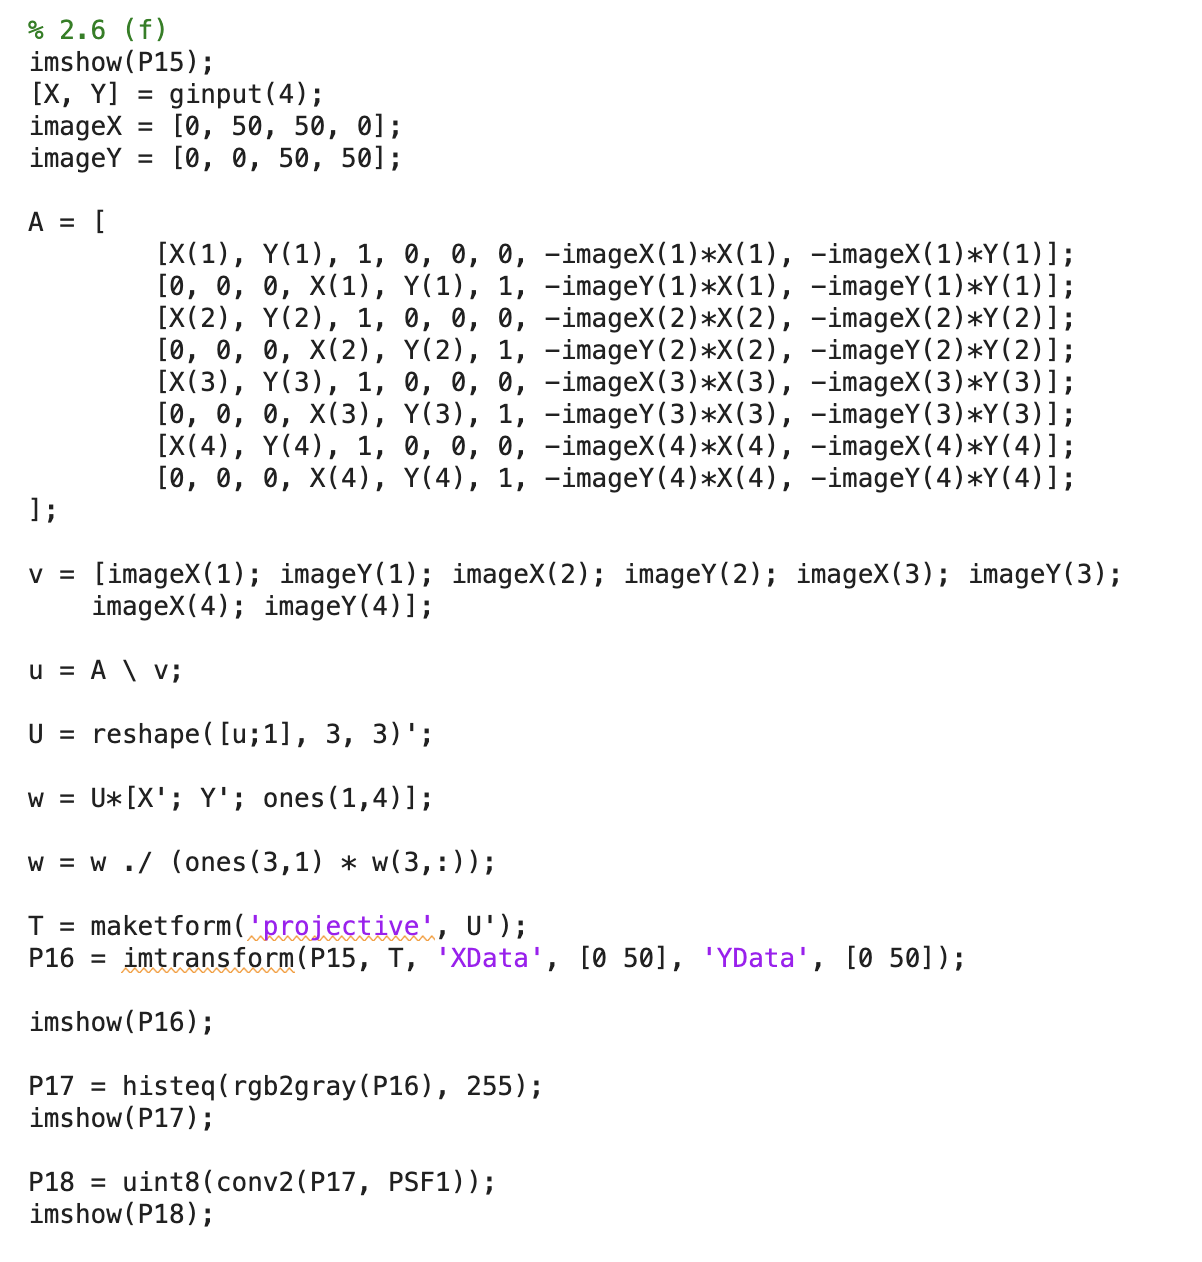 % 2.6 (f)
imshow(P15);
[X, Y] = ginput(4);
imageX = [0, 50, 50, 0];
imageY = [0, 0, 50, 50];
A = [
[X(1), Y(1), 1, 0, 0, 0, -imageX(1)*X(1), -imageX(1)*Y(1)];
[0, 0, 0, X(1), Y(1), 1, -imageY(1)*X(1), -imageY(1)*Y(1)];
[X(2), Y(2), 1, 0, 0, 0, -imageX(2)*X(2), -imageX(2)*Y(2)];
[0, 0, 0, X(2), Y(2), 1, -imageY(2)*X(2), -imageY(2)*Y(2)];
[X(3), Y(3), 1, 0, 0, 0, -imageX(3)*X(3), -imageX(3)*Y(3)];
[0, 0, 0, X(3), Y(3), 1, -imageY(3)*X(3), -imageY(3)*Y(3)];
[X(4), Y(4), 1, 0, 0, 0, -imageX(4)*X(4), -imageX(4)*Y(4)];
[0, 0, 0, X(4), Y(4), 1, -imageY(4)*X(4), -imageY(4)*Y(4)];
];
v = [imageX(1); imageY(1); imageX(2); imageY(2); imageX(3); imageY(3);
imageX(4); imageY(4)];
u = A \ v;
U = reshape([u;1], 3, 3)';
w = U*[X'; Y'; ones(1,4)];
w = w ./ (ones(3,1) * w(3,:));
T = maketform('projective', U');
P16 = imtransform(P15, T, 'XData', [0 50], 'YData', [0 50]);
imshow(P16);
P17 = histeq(rgb2gray(P16), 255);
imshow(P17);
P18 = uint8(conv2(P17, PSF1));
imshow(P18);